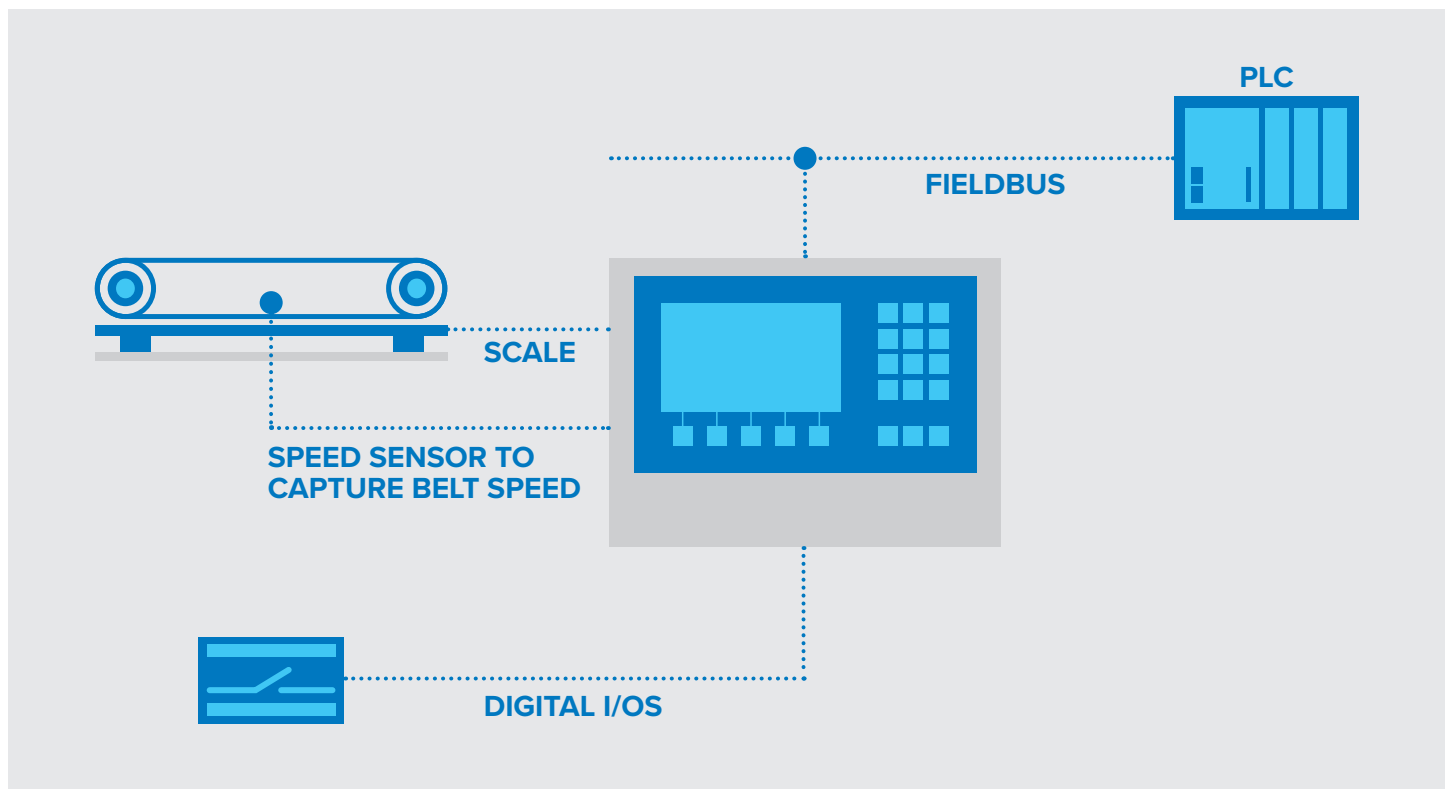 PLC
FIELDBUS
SCALE
SPEED SENSOR TO
CAPTURE BELT SPEED
DIGITAL I/OS